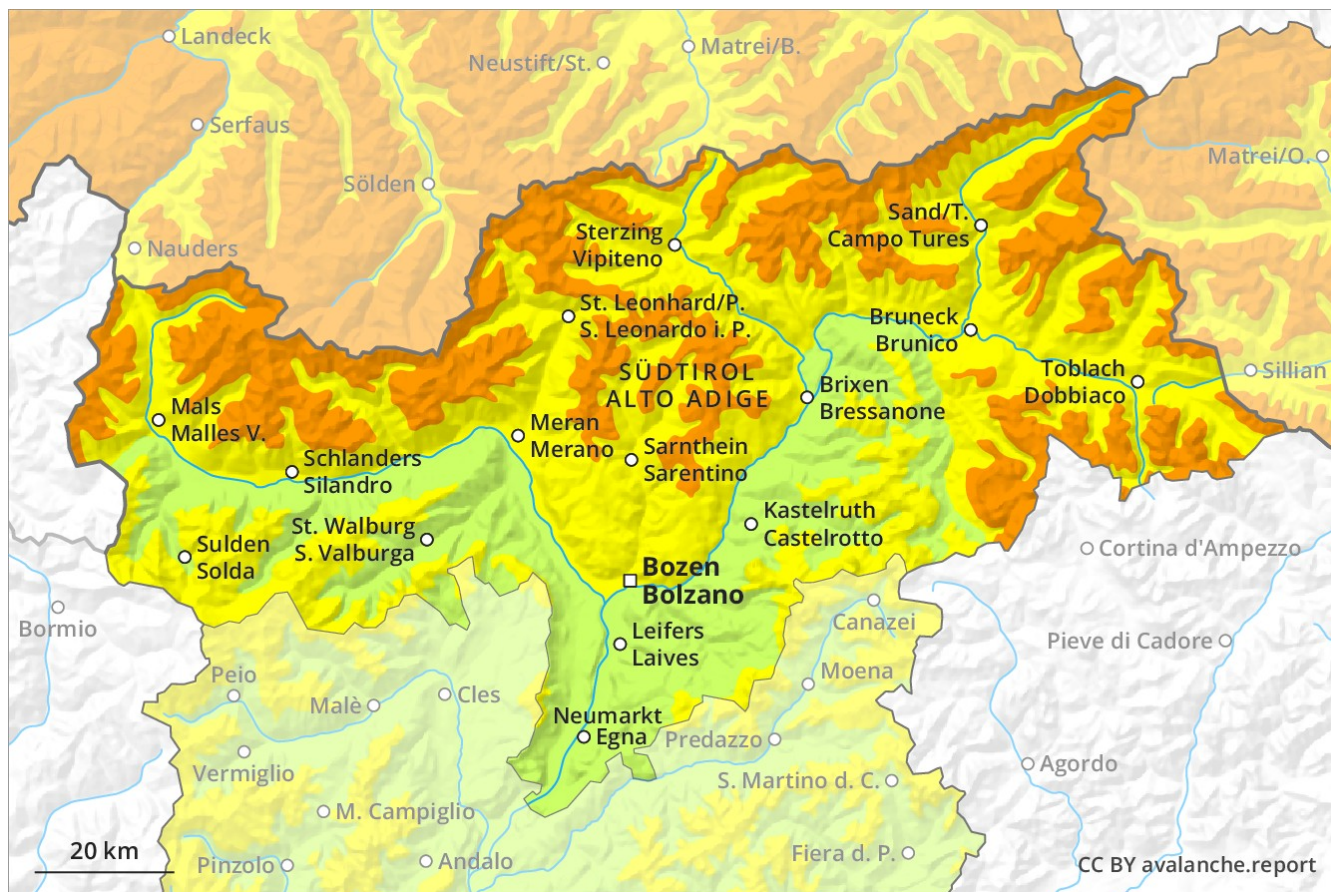 Landeck
Matrei/B.
Neustift/St.
Serfaus
Matrei/O.
Sölden
Sand/T.
Campo Tures
Sterzing
Vipiteno
Nauders
St. Leonhard/P.
S. Leonardo i. P.
Bruneck
Brunico
SÜDTIROL
ALTO ADIGE
Toblach
Dobbiaco
Sillian
Brixen
Bressanone
Mals
Malles V.
Meran
Merano
Sarnthein
Sarentino
Schlanders
Silandro
St. Walburg
S. Valburga
Kastelruth
Castelrotto
Sulden
Solda
Cortina d'Ampezzo
Bozen
Bolzano
Bormio
Canazei
Leifers
Laives
Pieve di Cadore
Peio
Moena
Malè
Cles
Neumarkt
Egna
Predazzo
Vermiglio
Agordo
S. Martino d. C.
M. Campiglio
20 km
Pinzolo
Andalo
Fiera d. P.
CC BY avalanche.report